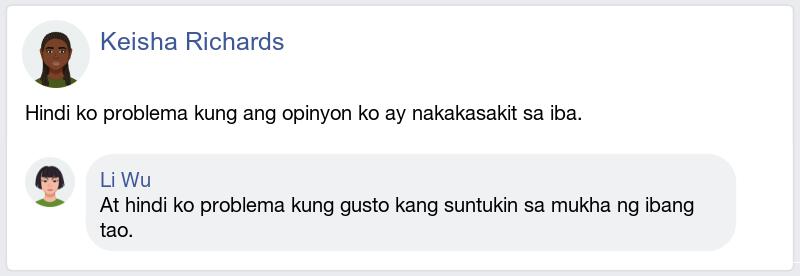 Keisha Richards
Hindi ko problema kung ang opinyon ko ay nakakasakit sa iba.
Li Wu
At hindi ko problema kung gusto kang suntukin sa mukha ng ibang
tao.